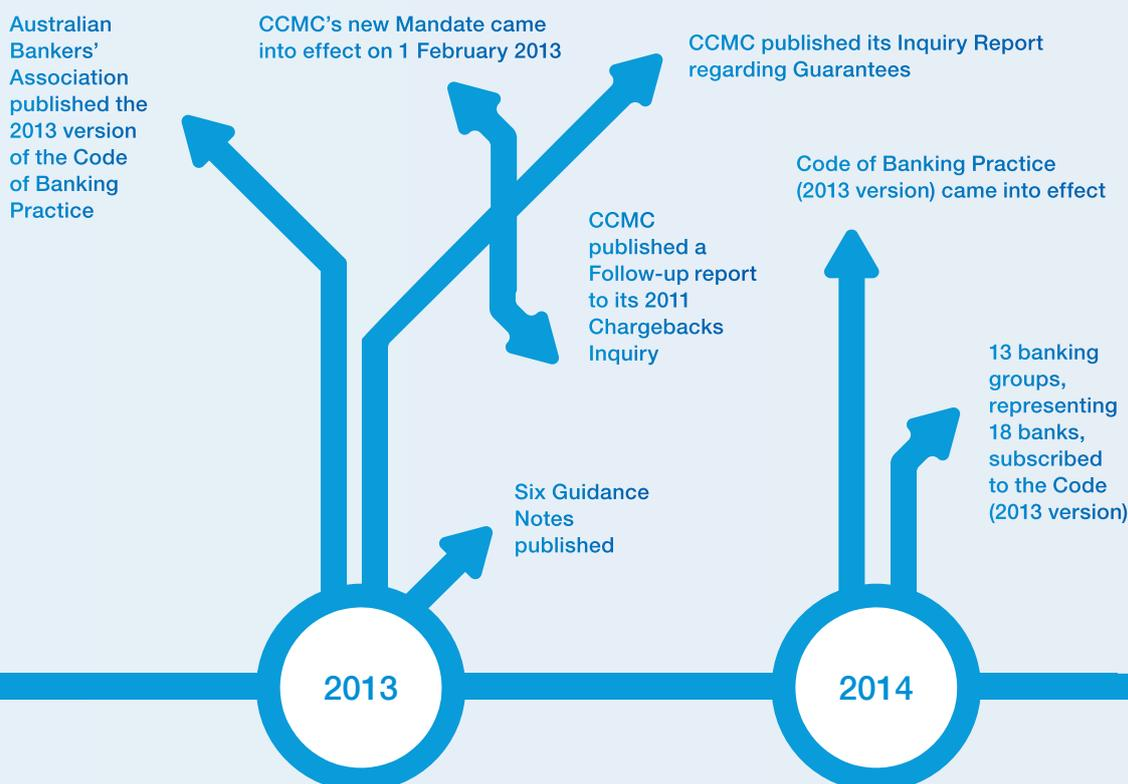 Australian
Bankers’
Association
published the
2013 version
of the Code
of Banking
Practice
CCMC’s new Mandate came
into effect on 1 February 2013
CCMC published its Inquiry Report
regarding Guarantees
CCMC
published a
Follow-up report
to its 2011
Chargebacks
Inquiry
Six Guidance
Notes
published
Code of Banking Practice
(2013 version) came into effect
13 banking
groups,
representing
18 banks,
subscribed
to the Code
(2013 version)
2013
2014